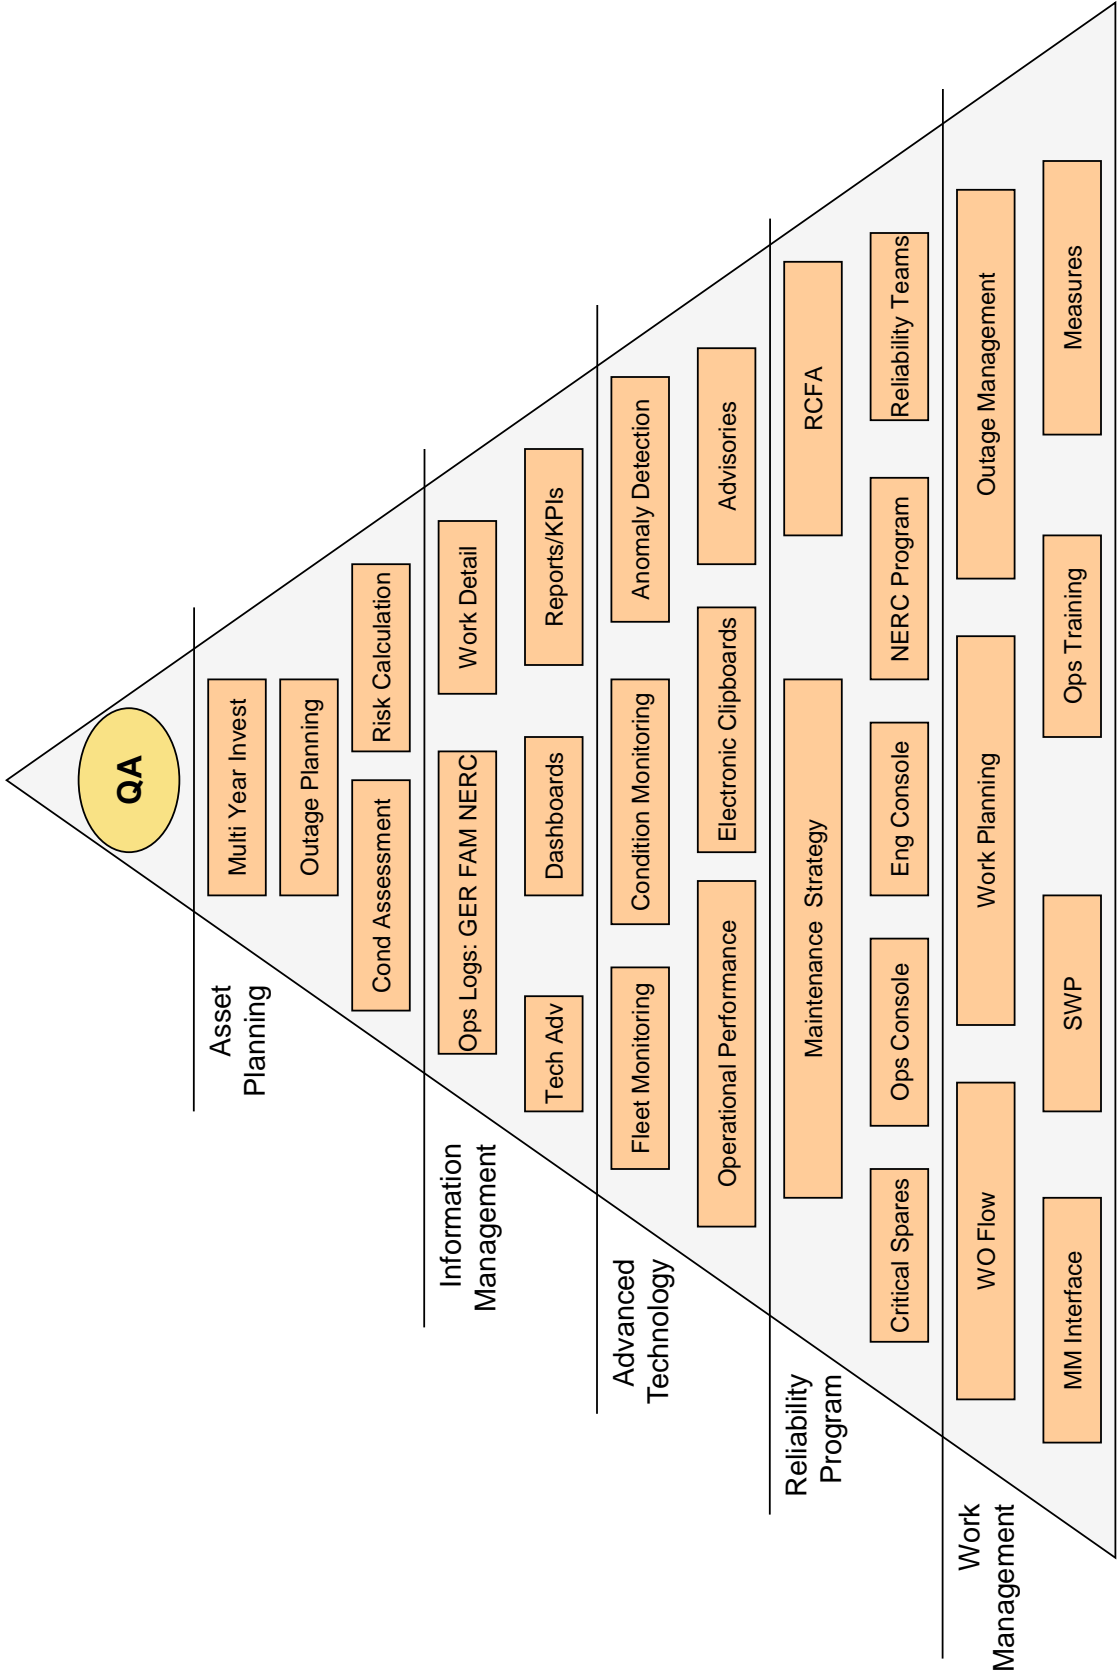 QA
Asset
Planning
Multi Year Invest
Outage Planning
Cond Assessment
Risk Calculation
Information
Management
Ops Logs: GER FAM NERC
Work Detail
Tech Adv
Dashboards
Reports/KPIs
Advanced
Technology
Fleet Monitoring
Condition Monitoring
Anomaly Detection
Operational Performance
Electronic Clipboards
Advisories
Reliability
Program
Maintenance Strategy
RCFA
Critical Spares
Ops Console
Eng Console
NERC Program
Reliability Teams
Work
Management
WO Flow
Work Planning
Outage Management
MM Interface
SWP
Ops Training
Measures